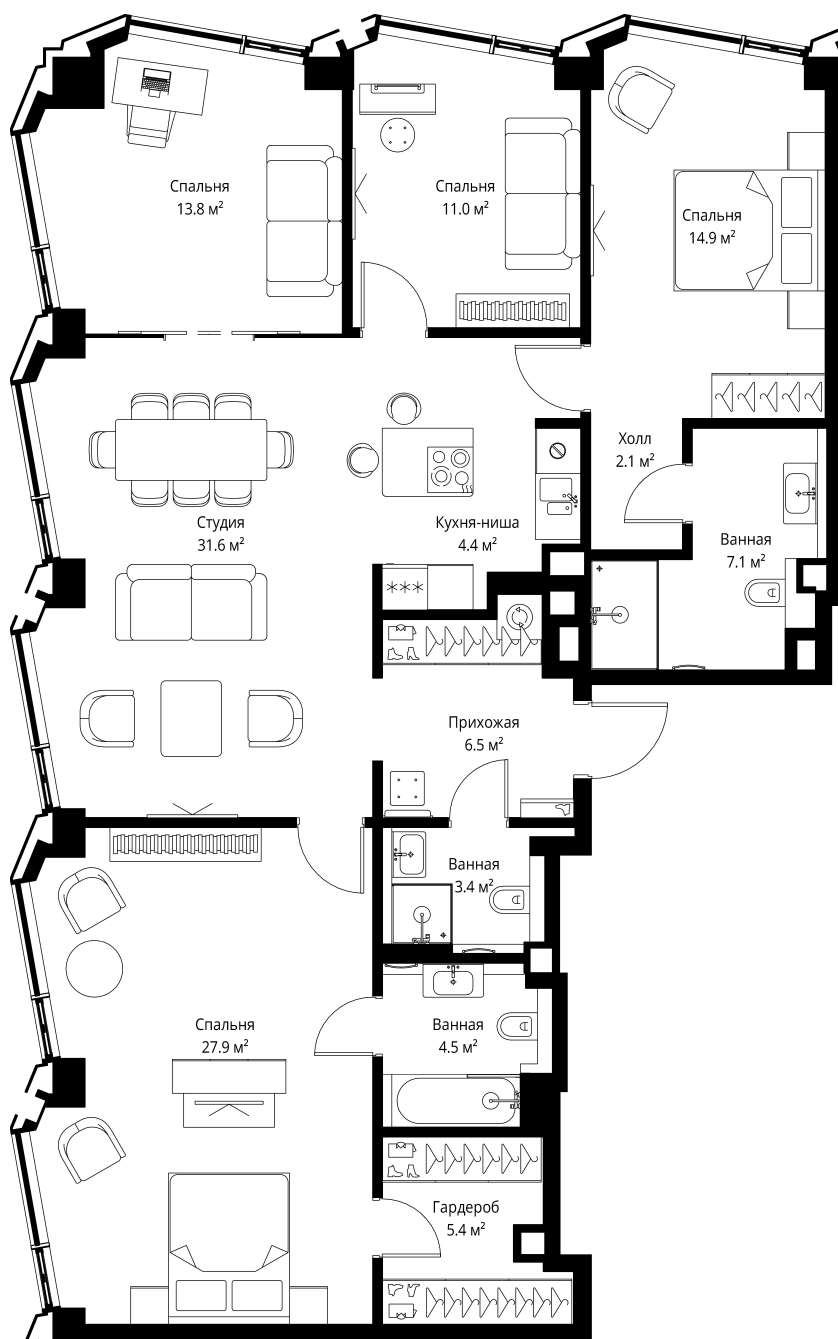 Спальня
13.8 м²
Спальня
11.0 м²
Спальня
14.9 м²
Холл
2.1 м²
Студия
31.6 м²
Кухня-ниша
4.4 м²
Ванная
7.1 м²
Прихожая
6.5 м²
Ванная
3.4 м²
Спальня
27.9 м²
Ванная
4.5 м²
Гардероб
5.4 м²